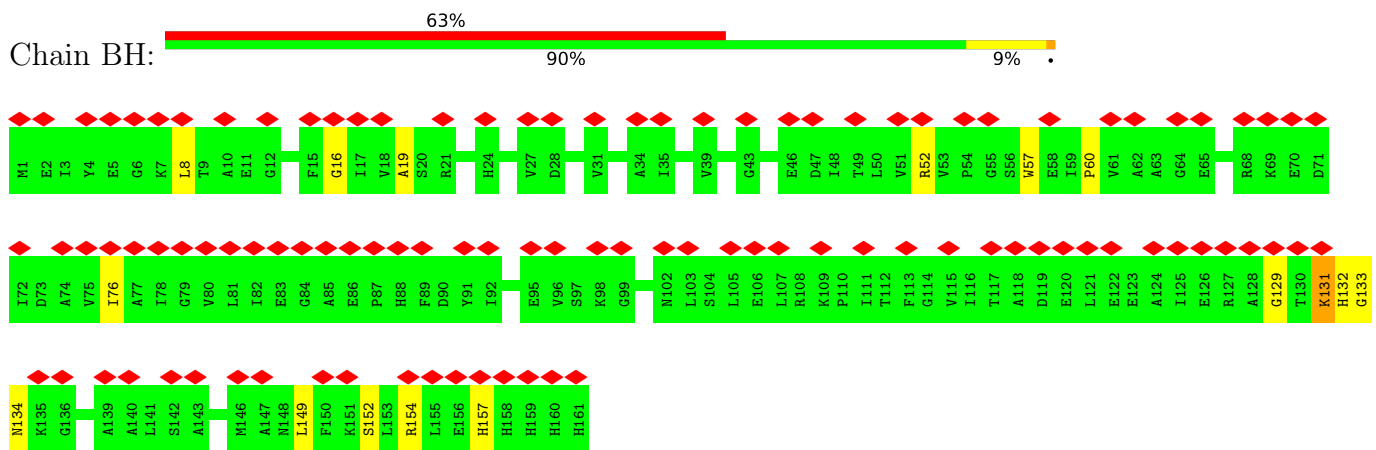 63%
Chain BH:
90% 9% •
M1 E2 I3 Y4 E5 G6 K7 L8 T9 A10 E11 G12 F15 G16 I17 V18 A19 S20 R21 H24 V27 D28 V31 A34 I35 V39 G43 E46 D47 I48 T49 L50 V51 R52 V53 P54 G55 S56 W57 E58 I59 P60 V61 A62 A63 G64 E65 R68 K69 E70 D71
I72 D73 A74 V75 I76 A77 I78 G79 V80 L81 I82 E83 G84 A85 E86 P87 H88 F89 D90 Y91 I92 E95 V96 S97 K98 G99 N102 L103 S104 L105 E106 L107 R108 K109 P110 I111 T112 F113 G114 V115 I116 T117 A118 D119 E120 L121 E122 E123 A124 I125 E126 R127 A128 G129 T130 K131 H132 G133
N134 K135 G136 A139 A140 L141 S142 A143 M146 A147 N148 L149 F150 K151 S152 L153 R154 L155 E156 H157 H158 H159 H160 H161